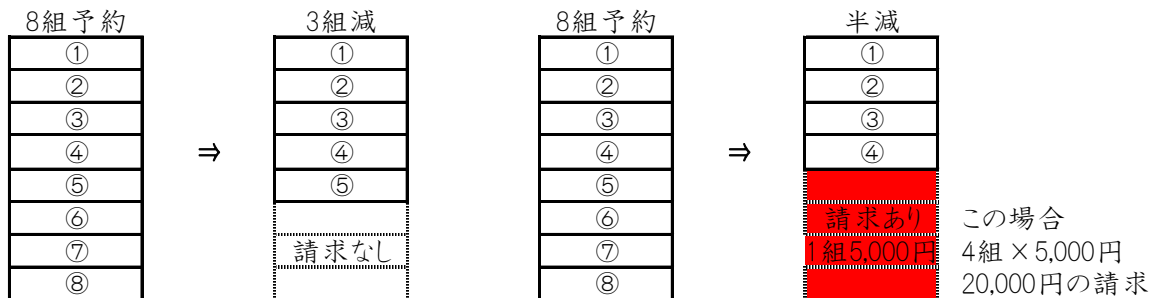 8組予約
①
②
③
④
⑤
⑥
⑦
⑧
⇒
3組減
①
②
③
④
⑤
請求なし
8組予約
①
②
③
④
⑤
⑥
⑦
⑧
⇒
半減
①
②
③
④
請求あり
1組5,000円
この場合
4組×5,000円
20,000円の請求